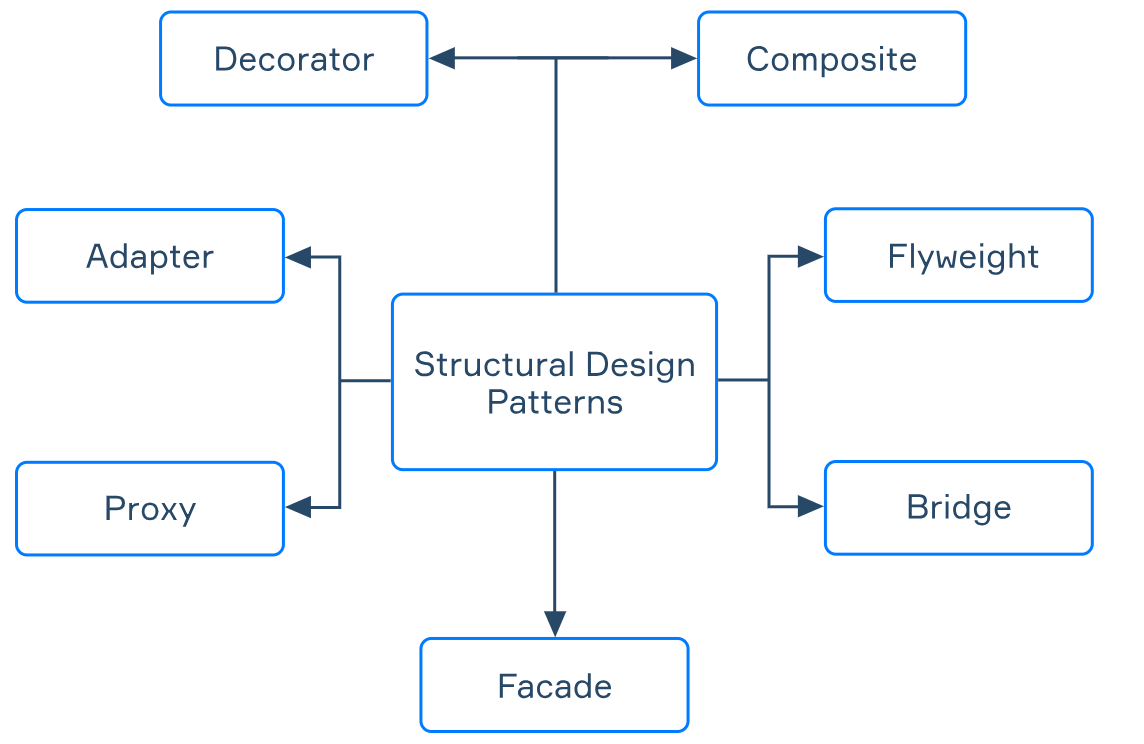 Decorator
Composite
Adapter
Flyweight
Structural Design
Patterns
Proxy
Bridge
Facade